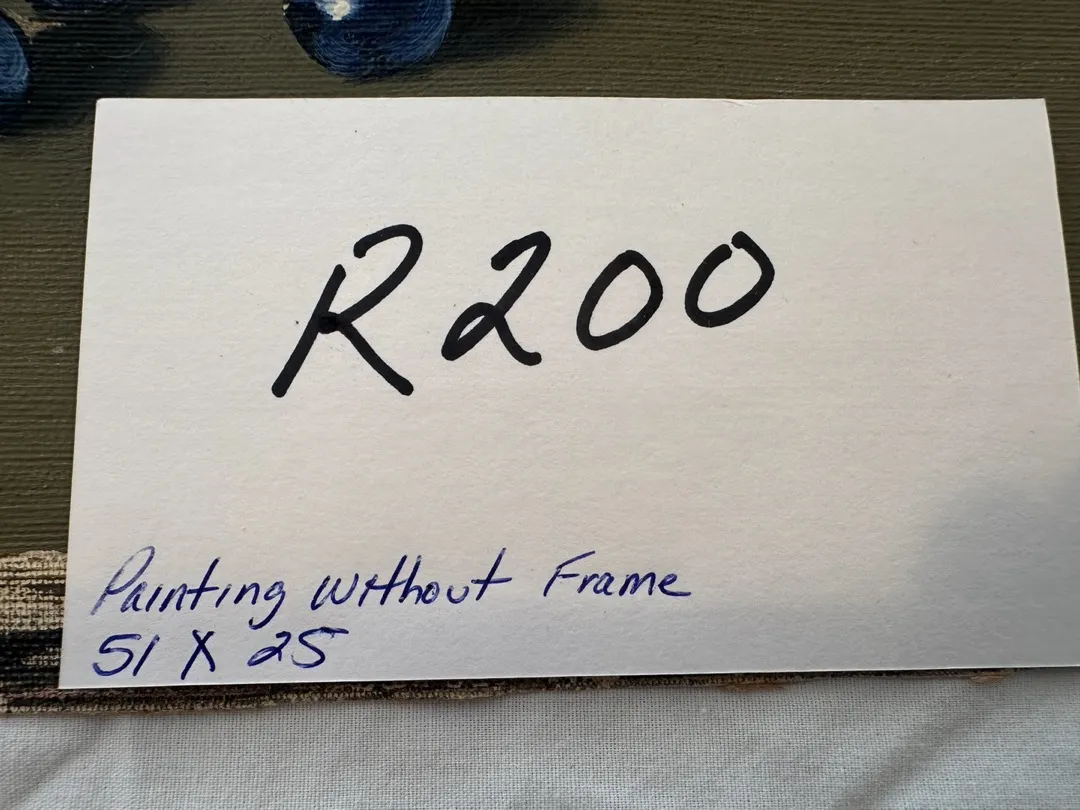 R200
Painting without Frame
51 X 25